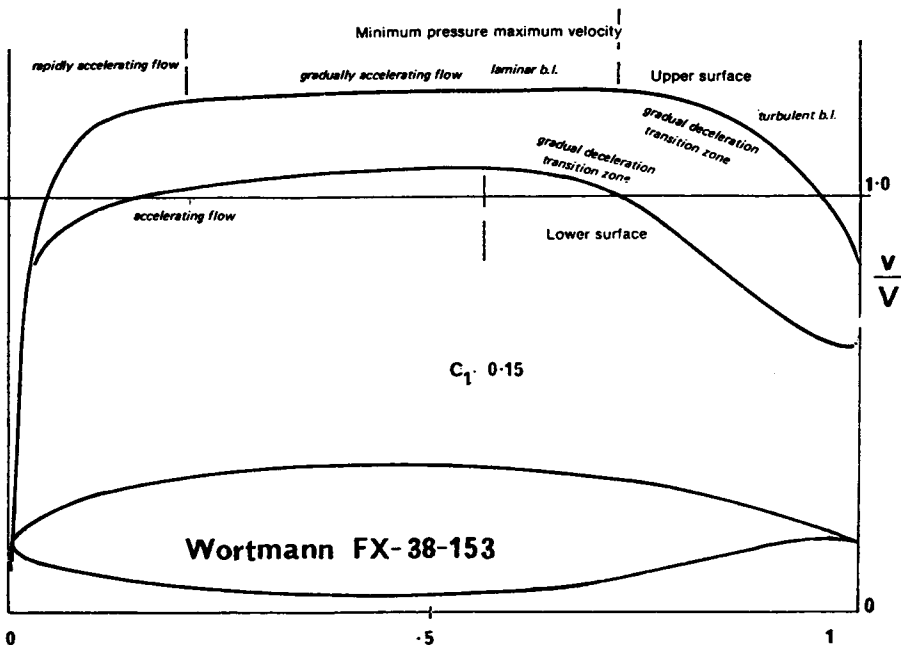 Minimum pressure maximum velocity
rapidly accelerating flow
gradually accelerating flow
laminar b.l.
Upper surface
gradual deceleration
transition zone
turbulent b.l.
gradual deceleration
transition zone
1·0
accelerating flow
Lower surface
v
V
C₁· 0·15
Wortmann FX-38-153
0
0
·5
1